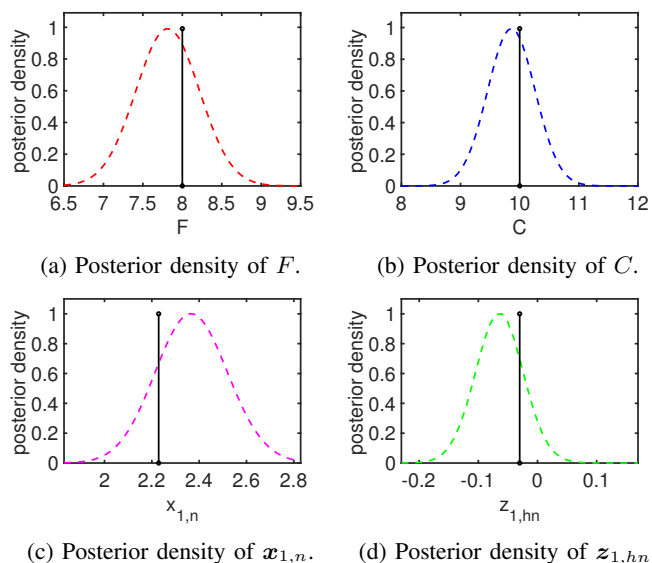 posterior density
1
0.8
0.6
0.4
0.2
0
6.5 7 7.5 8 8.5 9 9.5
F
(a) Posterior density of F.
posterior density
1
0.8
0.6
0.4
0.2
0
8 9 10 11 12
C
(b) Posterior density of C.
posterior density
1
0.8
0.6
0.4
0.2
0
2 2.2 2.4 2.6 2.8
x1,n
(c) Posterior density of x1,n.
posterior density
1
0.8
0.6
0.4
0.2
0
-0.2 -0.1 0 0.1
z1,hn
(d) Posterior density of z1,hn